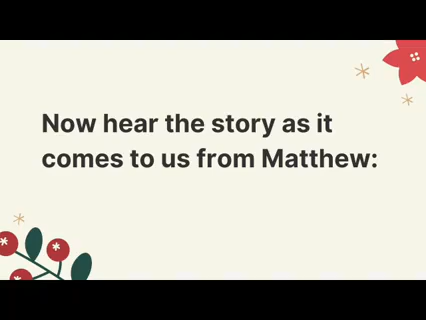 Now hear the story as it
comes to us from Matthew: